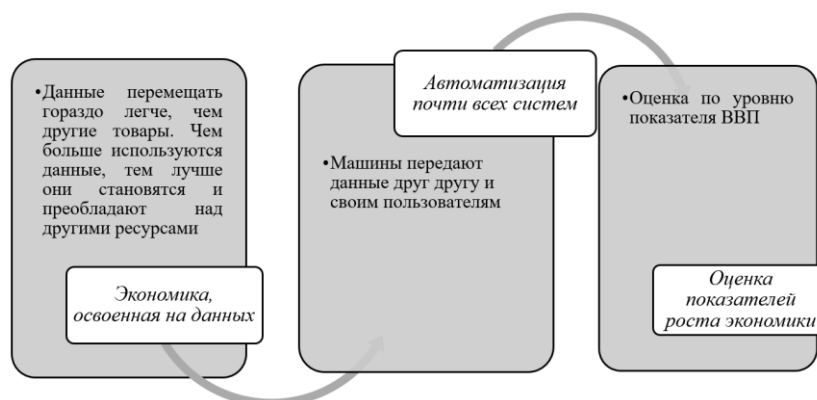 •Данные перемещать
гораздо легче, чем
другие товары. Чем
больше используются
данные, тем лучше
они становятся и
преобладают над
другими ресурсами
Экономика,
освоенная на данных
Автоматизация
почти всех систем
•Машины передают
данные друг другу и
своим пользователям
•Оценка по уровню
показателя ВВП
Оценка
показателей
роста экономики